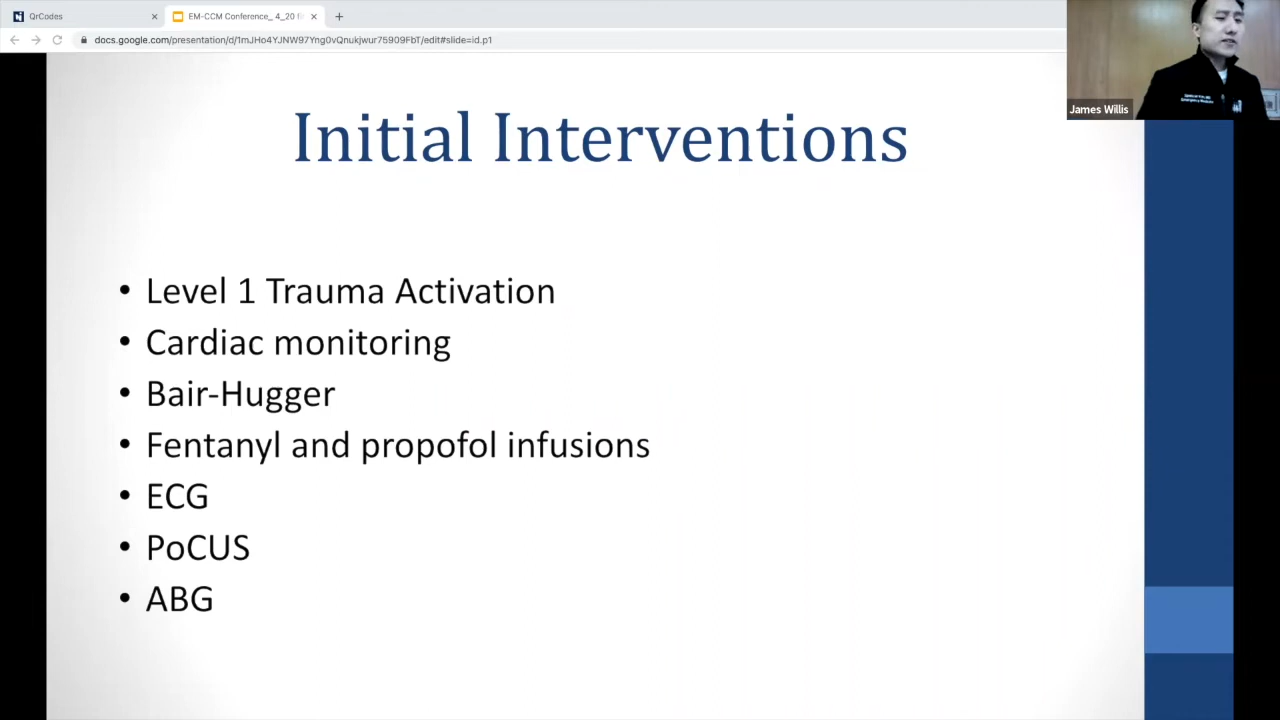 QrCodes
EM-CCM Conference_ 4_20
docs.google.com/presentation/d/1mJHo4YJNW97Yng0vQnukjwur75909FbT/edit#slide=id.p1
James Willis
Initial Interventions
• Level 1 Trauma Activation
• Cardiac monitoring
• Bair-Hugger
• Fentanyl and propofol infusions
• ECG
• PoCUS
• ABG